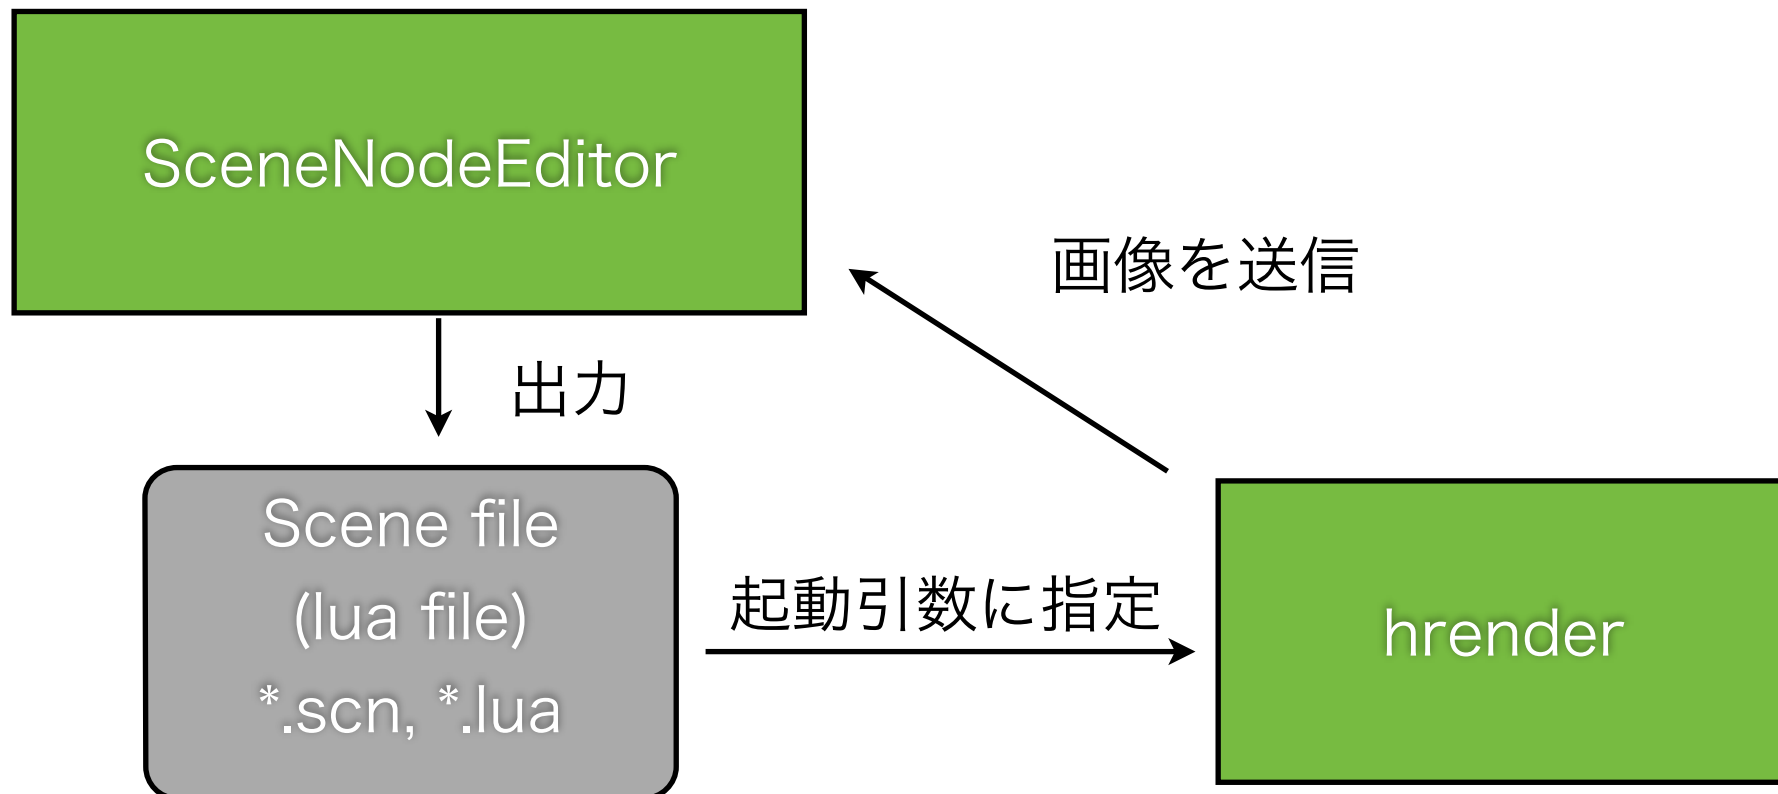 SceneNodeEditor
画像を送信
出力
Scene file
(lua file)
*.scn, *.lua
起動引数に指定
hrender